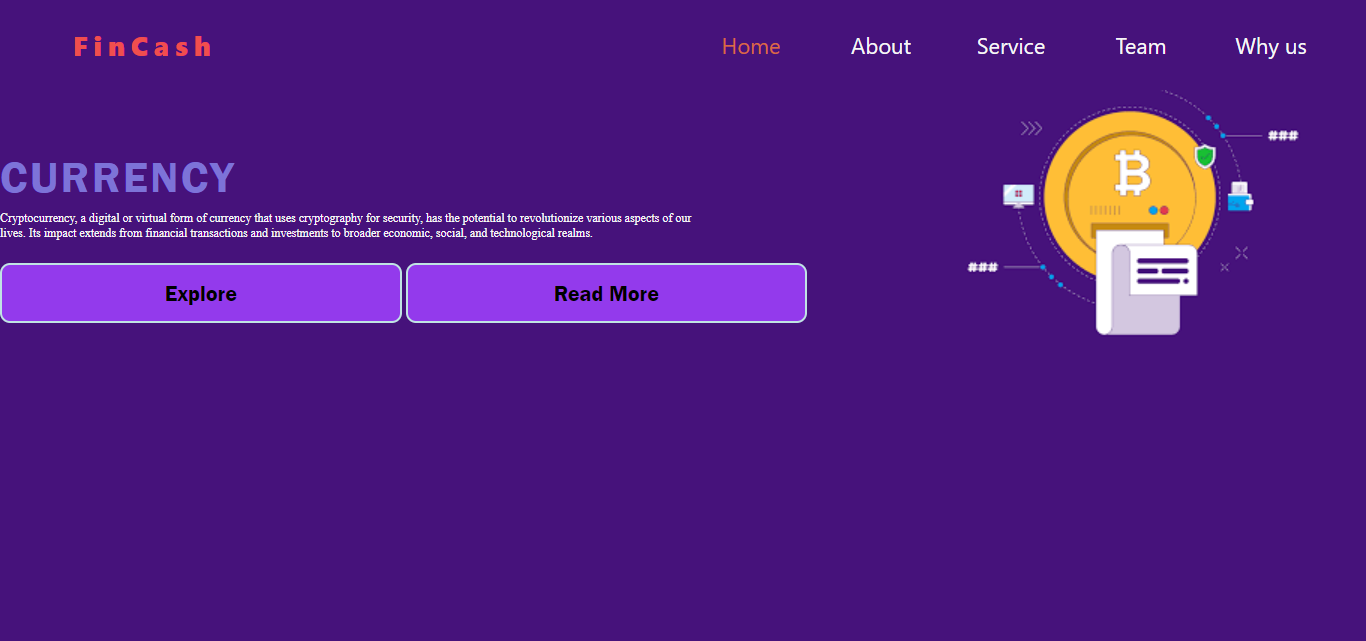 FinCash
Home About Service Team Why us
###
CURRENCY
Cryptocurrency, a digital or virtual form of currency that uses cryptography for security, has the potential to revolutionize various aspects of our
lives. Its impact extends from financial transactions and investments to broader economic, social, and technological realms.
###
Explore
Read More